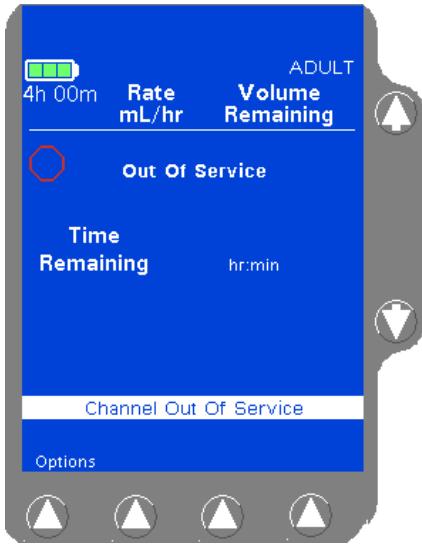 ADULT
4h 00m Rate Volume
mL/hr Remaining
Out Of Service
Time
Remaining hr:min
Channel Out Of Service
Options